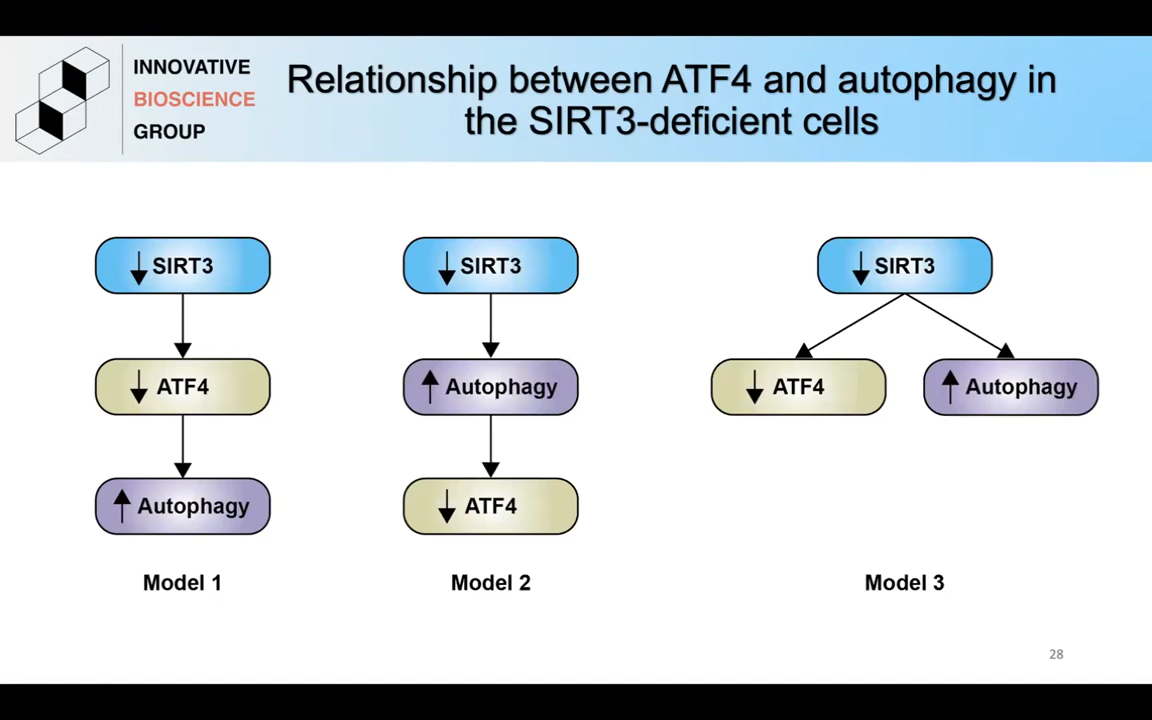 INNOVATIVE
BIOSCIENCE
GROUP
Relationship between ATF4 and autophagy in
the SIRT3-deficient cells
↓ SIRT3
↓ ATF4
↑ Autophagy
Model 1
↓ SIRT3
↑ Autophagy
↓ ATF4
Model 2
↓ SIRT3
↓ ATF4
↑ Autophagy
Model 3
28